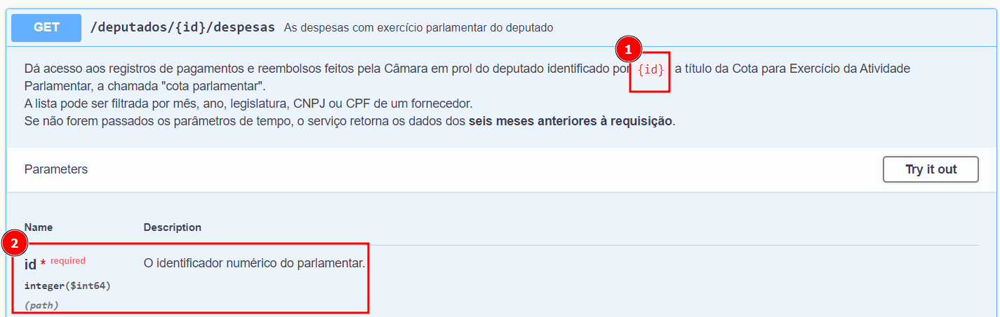 GET /deputados/{id}/despesas As despesas com exercício parlamentar do deputado
1
Dá acesso aos registros de pagamentos e reembolsos feitos pela Câmara em prol do deputado identificado por {id} a título da Cota para Exercício da Atividade
Parlamentar, a chamada "cota parlamentar".
A lista pode ser filtrada por mês, ano, legislatura, CNPJ ou CPF de um fornecedor.
Se não forem passados os parâmetros de tempo, o serviço retorna os dados dos seis meses anteriores à requisição.
Parameters Try it out
Name Description
2
id * required O identificador numérico do parlamentar.
integer($int64)
(path)